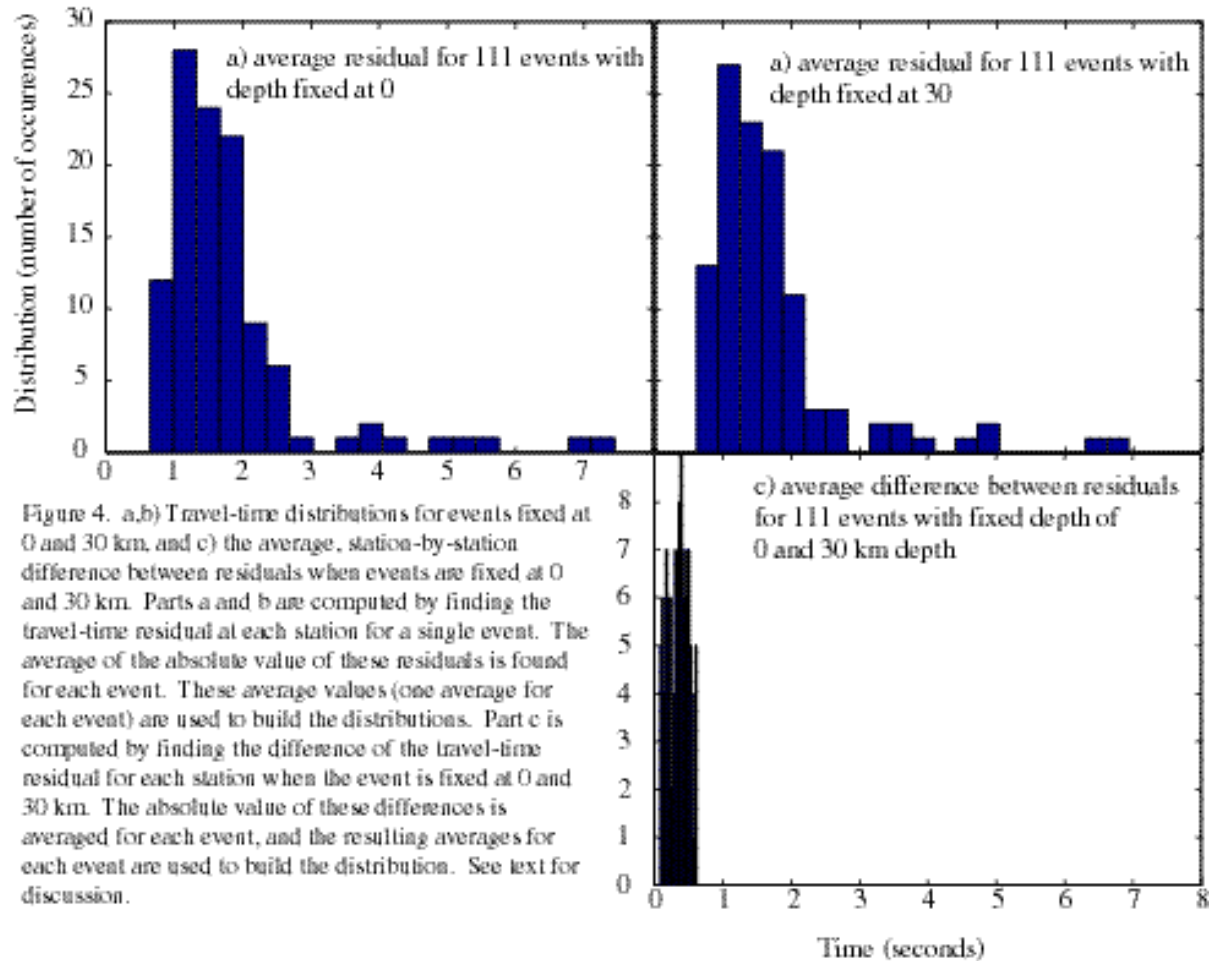 Distribution (number of occurrences)
30
25
20
15
10
5
0
a) average residual for 111 events with
depth fixed at 0
0 1 2 3 4 5 6 7
a) average residual for 111 events with
depth fixed at 30
Figure 4. a,b) Travel-time distributions for events fixed at
0 and 30 km, and c) the average, station-by-station
difference between residuals when events are fixed at 0
and 30 km. Parts a and b are computed by finding the
travel-time residual at each station for a single event. The
average of the absolute value of these residuals is found
for each event. These average values (one average for
each event) are used to build the distributions. Part c is
computed by finding the difference of the travel-time
residual for each station when the event is fixed at 0 and
30 km. The absolute value of these differences is
averaged for each event, and the resulting averages for
each event are used to build the distribution. See text for
discussion.
c) average difference between residuals
for 111 events with fixed depth of
0 and 30 km depth
8
7
6
5
4
3
2
1
0
0 1 2 3 4 5 6 7 8
Time (seconds)